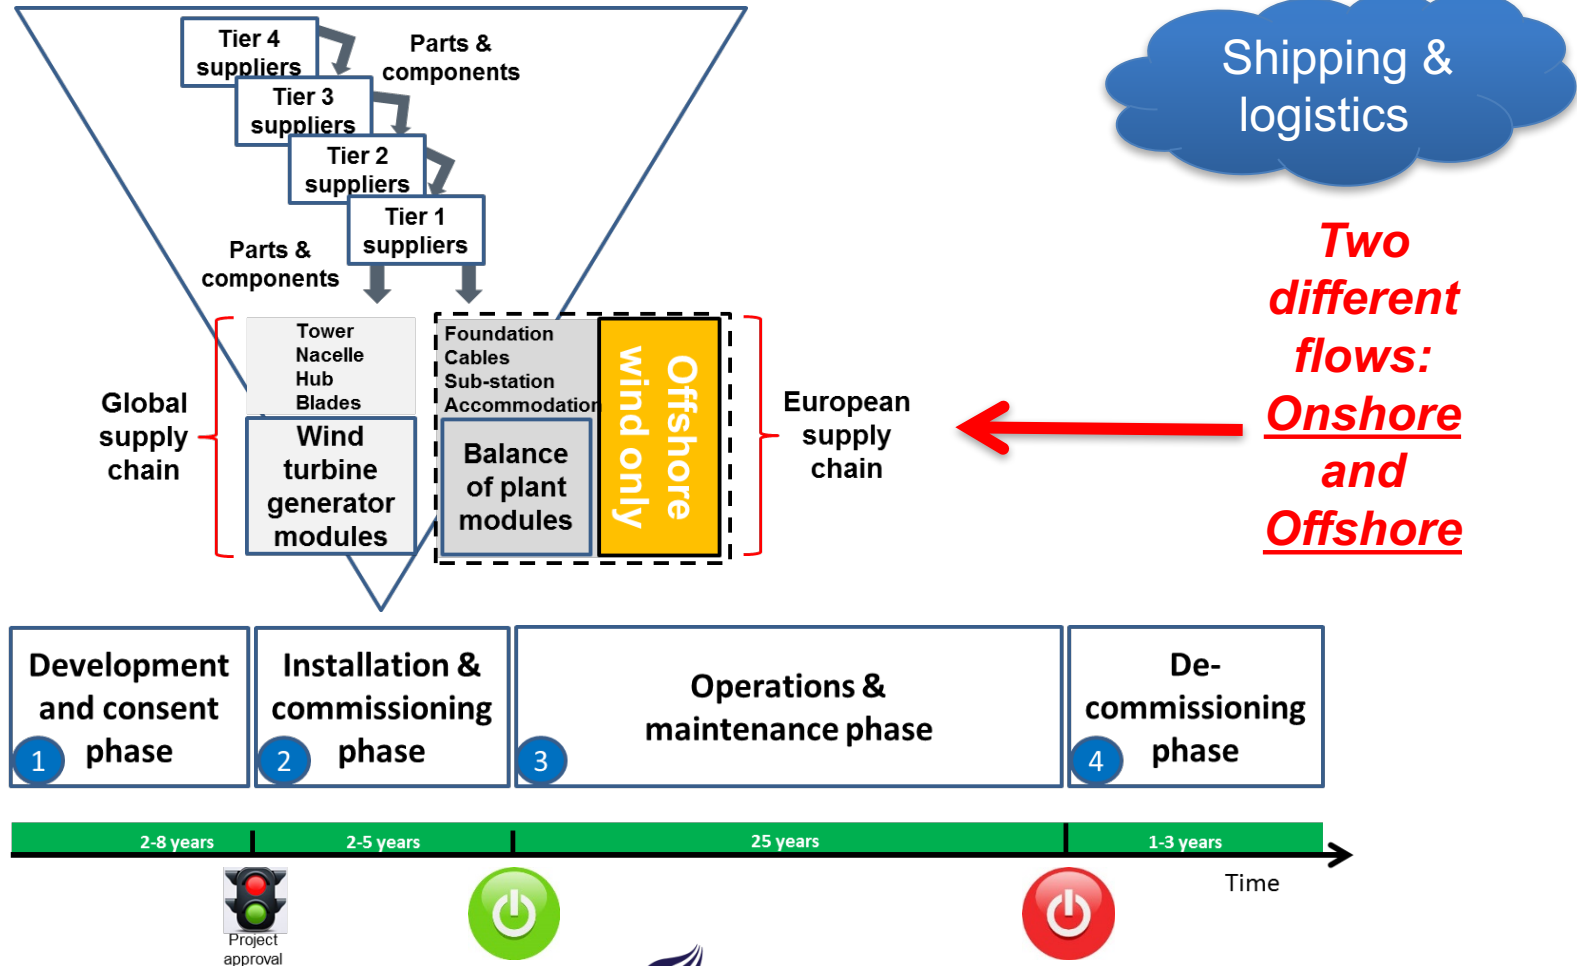 Tier 4
suppliers
Parts &
components
Tier 3
suppliers
Tier 2
suppliers
Tier 1
suppliers
Parts &
components
Shipping &
logistics
Two
different
flows:
Onshore
and
Offshore
Global
supply
chain
Tower
Nacelle
Hub
Blades
Wind
turbine
generator
modules
Foundation
Cables
Sub-station
Accommodation
Balance
of plant
modules
Offshore
wind only
European
supply
chain
Development
and consent
phase
1
Installation &
commissioning
phase
2
Operations &
maintenance phase
3
De-
commissioning
phase
4
2-8 years
2-5 years
25 years
1-3 years
Time
Project
approval